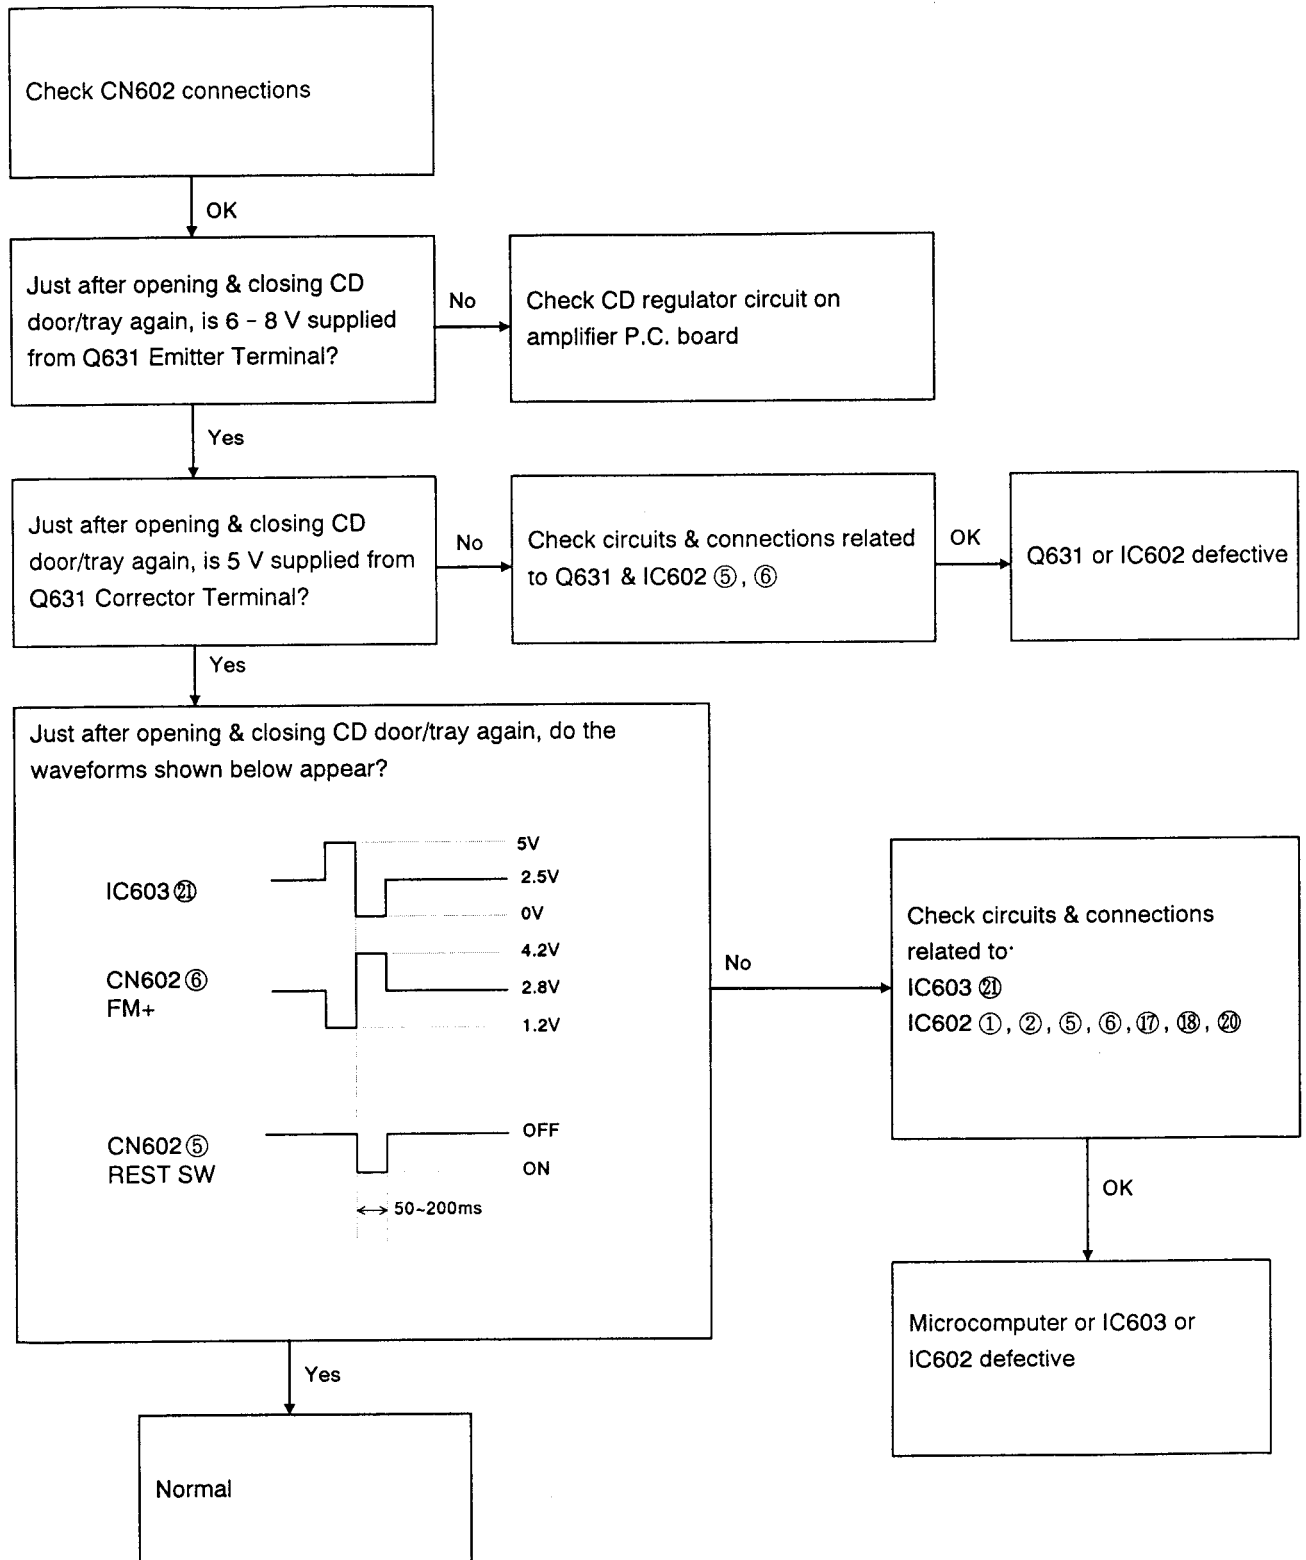 Check CN602 connections
OK
Just after opening & closing CD
door/tray again, is 6 – 8 V supplied
from Q631 Emitter Terminal?
No
Check CD regulator circuit on
amplifier P.C. board
Yes
Just after opening & closing CD
door/tray again, is 5 V supplied from
Q631 Corrector Terminal?
No
Check circuits & connections related
to Q631 & IC602 ⑤, ⑥
OK
Q631 or IC602 defective
Yes
Just after opening & closing CD door/tray again, do the
waveforms shown below appear?
IC603 ㉑
5V
2.5V
0V
CN602 ⑥
FM+
4.2V
2.8V
1.2V
CN602 ⑤
REST SW
OFF
ON
50~200ms
No
Check circuits & connections
related to
IC603 ㉑
IC602 ①, ②, ⑤, ⑥, ⑰, ⑱, ⑳
OK
Microcomputer or IC603 or
IC602 defective
Yes
Normal